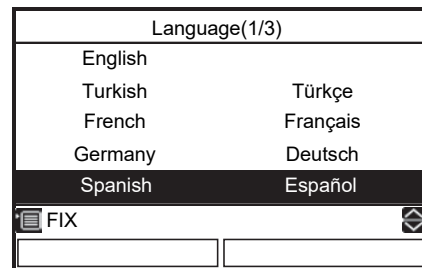 Language(1/3)
English
Turkish Türkçe
French Français
Germany Deutsch
Spanish Español
FIX